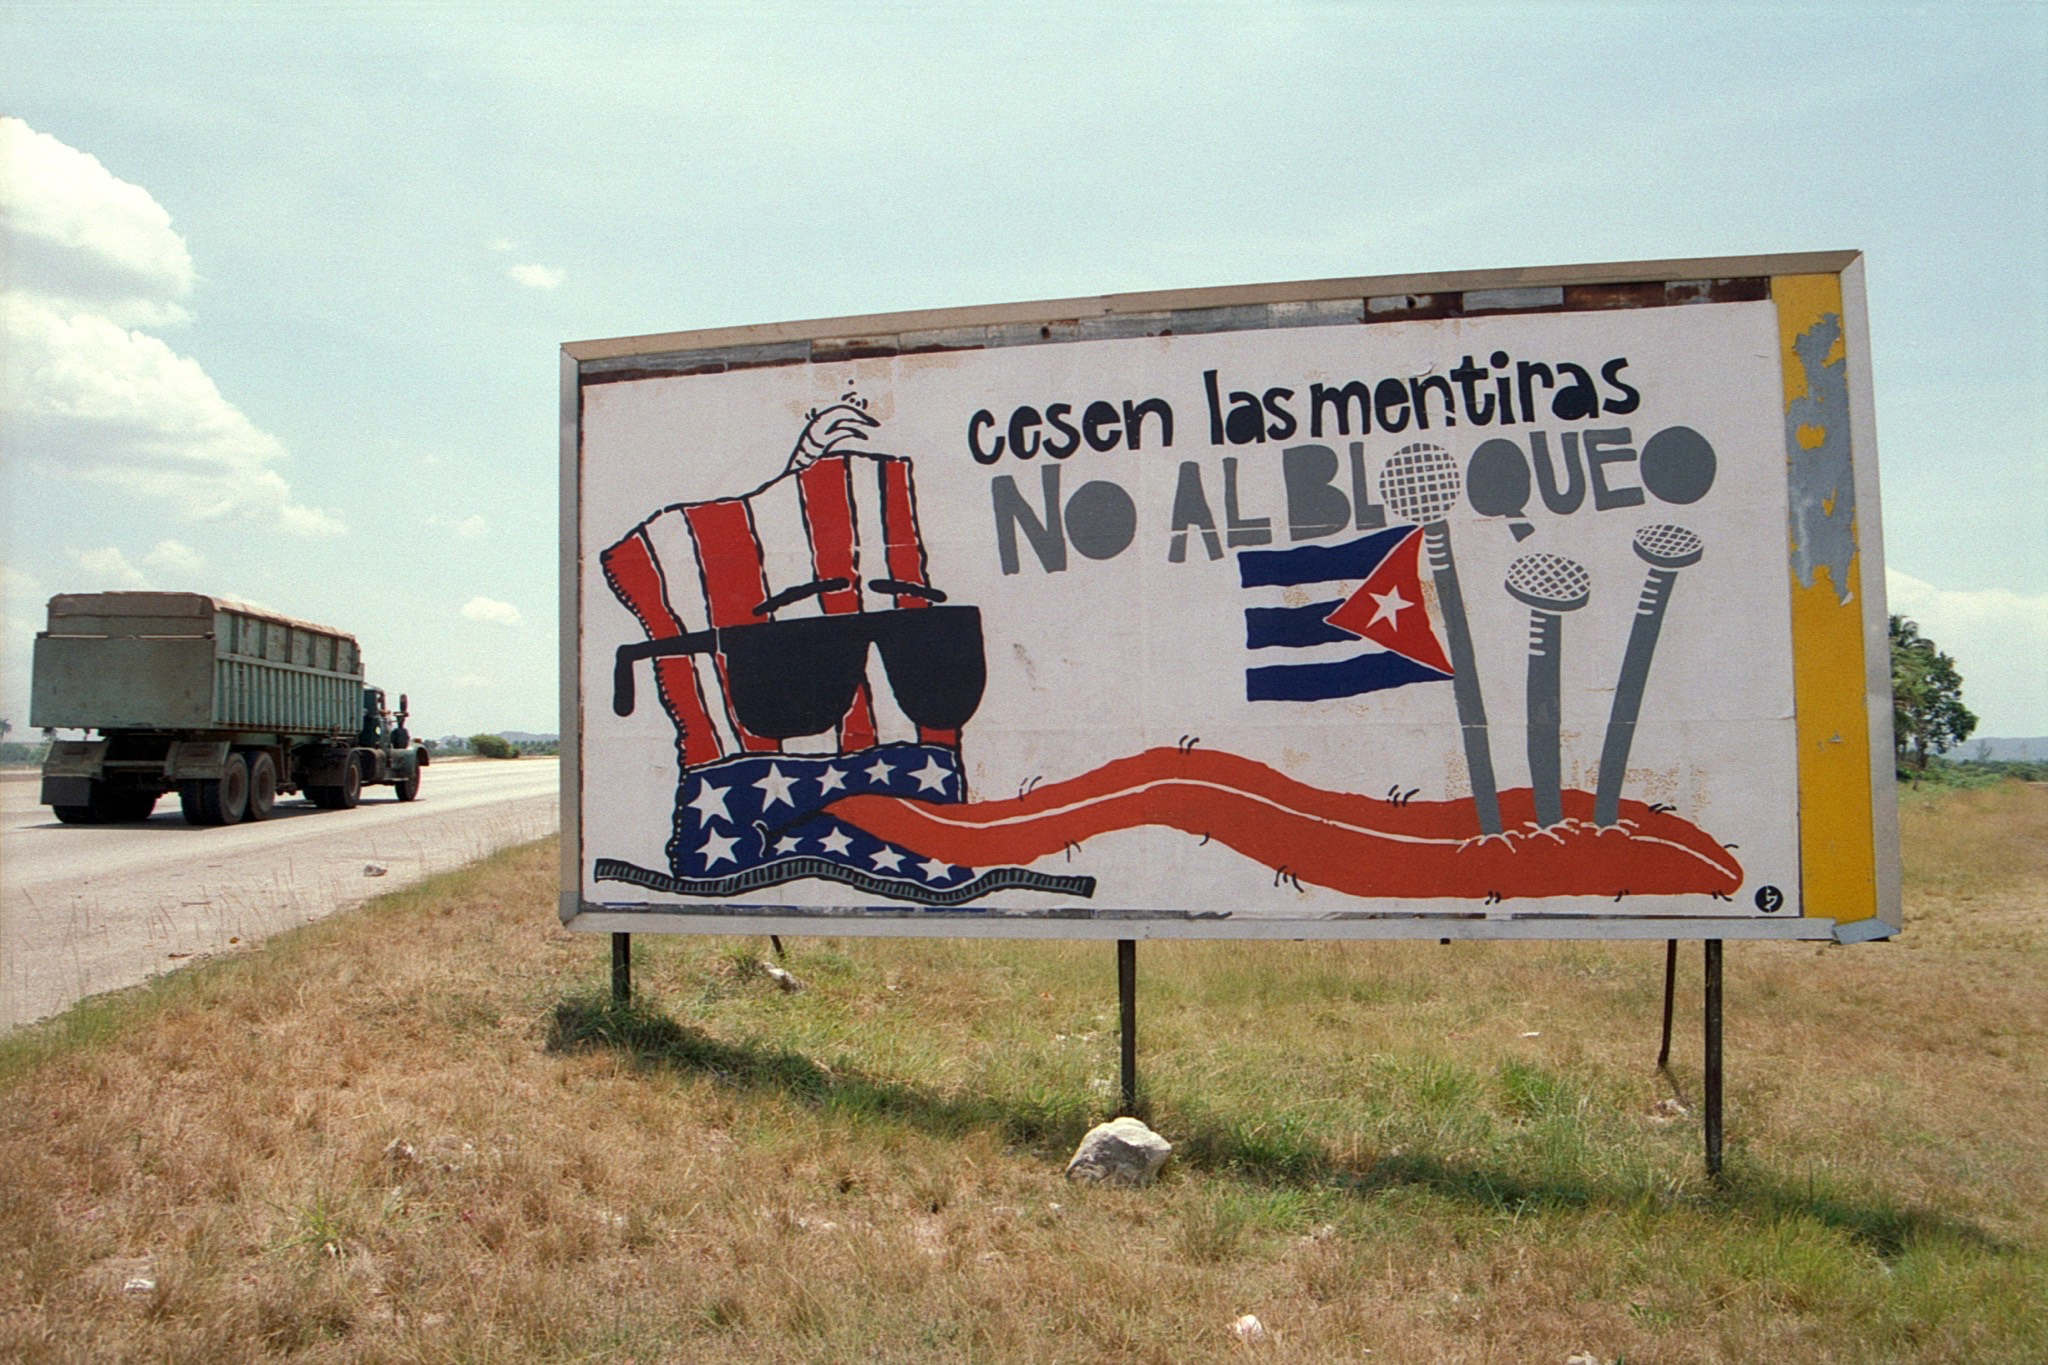 cesen las mentiras
NO AL BLOQUEO